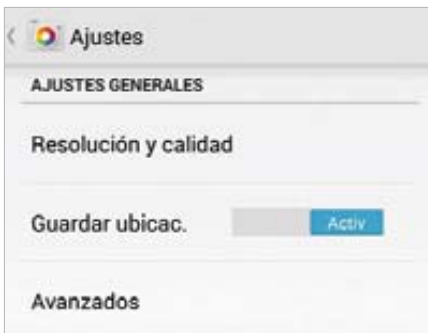 Ajustes
AJUSTES GENERALES
Resolución y calidad
Guardar ubicac.
Activ
Avanzados